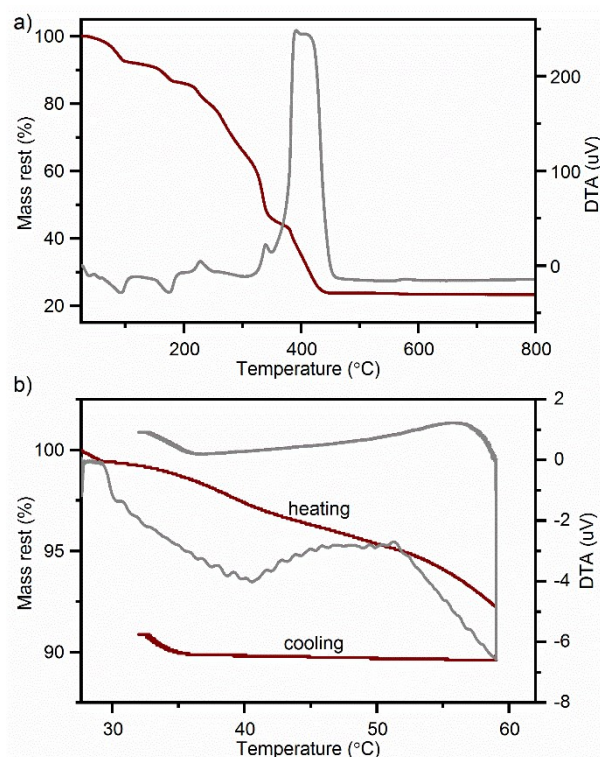 a)
100
80
60
40
20
Mass rest (%)
200
100
0
DTA (uV)
200
400
600
800
Temperature (°C)
b)
100
95
90
Mass rest (%)
heating
cooling
2
0
-2
-4
-6
-8
DTA (uV)
30
40
50
60
Temperature (°C)